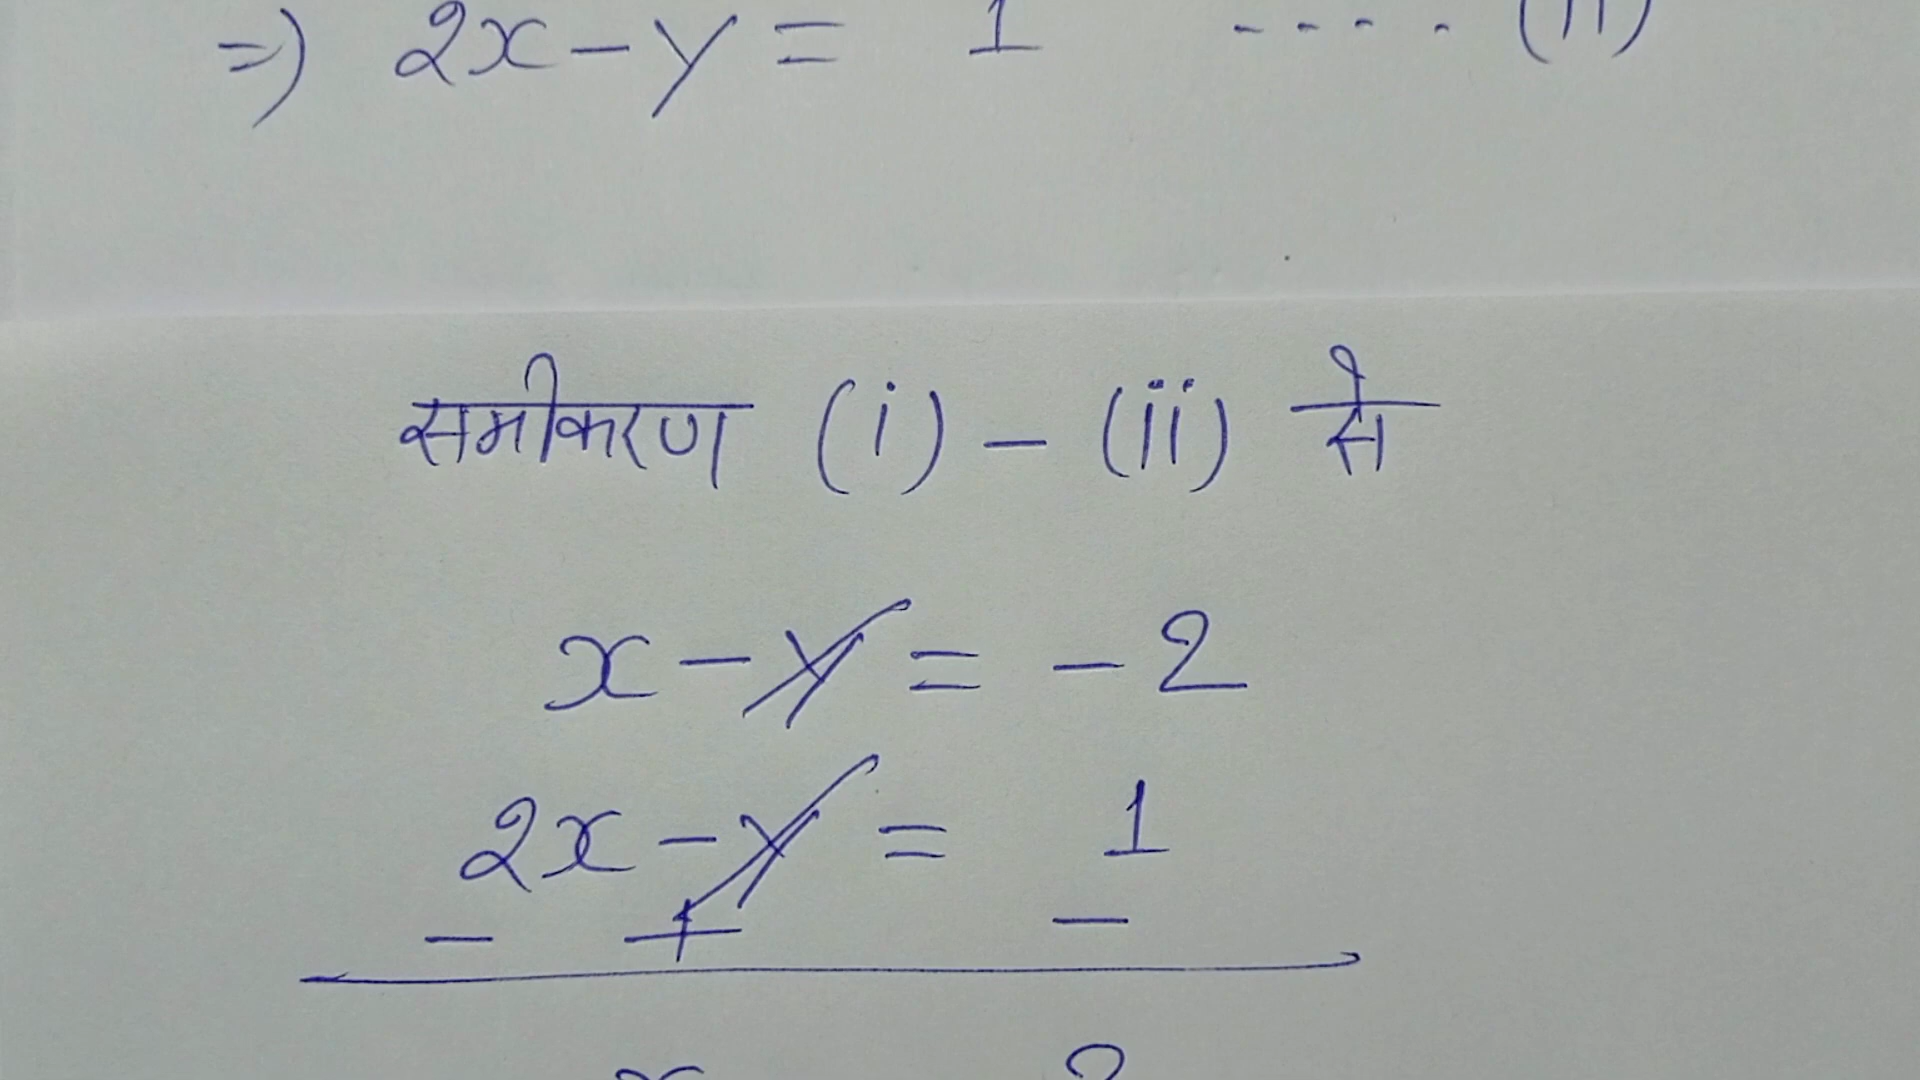 =) 2x - y = 1 .... (ii)
समीकरण (i) - (ii) से
x - y = - 2
2x - y = 1
- + -